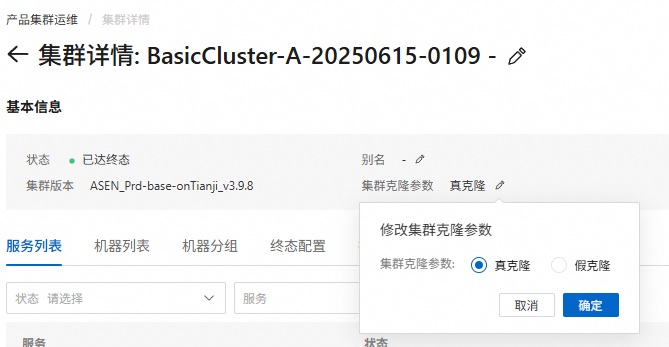 产品集群运维 / 集群详情
← 集群详情: BasicCluster-A-20250615-0109 -
基本信息
状态 已达终态 别名 -
集群版本 ASEN_Prd-base-onTianji_v3.9.8 集群克隆参数 真克隆
修改集群克隆参数
服务列表 机器列表 机器分组 终态配置
集群克隆参数: 真克隆 假克隆
状态 请选择 服务
取消 确定
服务 状态